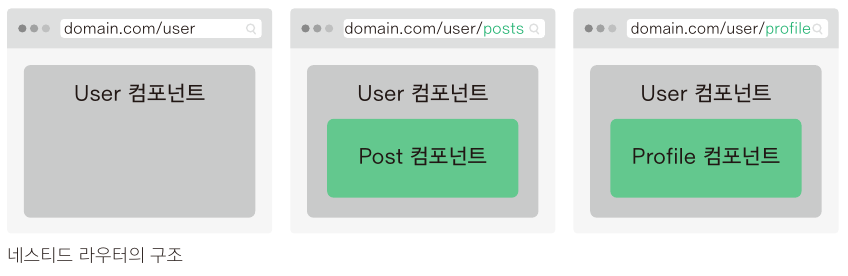 domain.com/user
User 컴포넌트
domain.com/user/posts
User 컴포넌트
Post 컴포넌트
domain.com/user/profile
User 컴포넌트
Profile 컴포넌트
네스티드 라우터의 구조